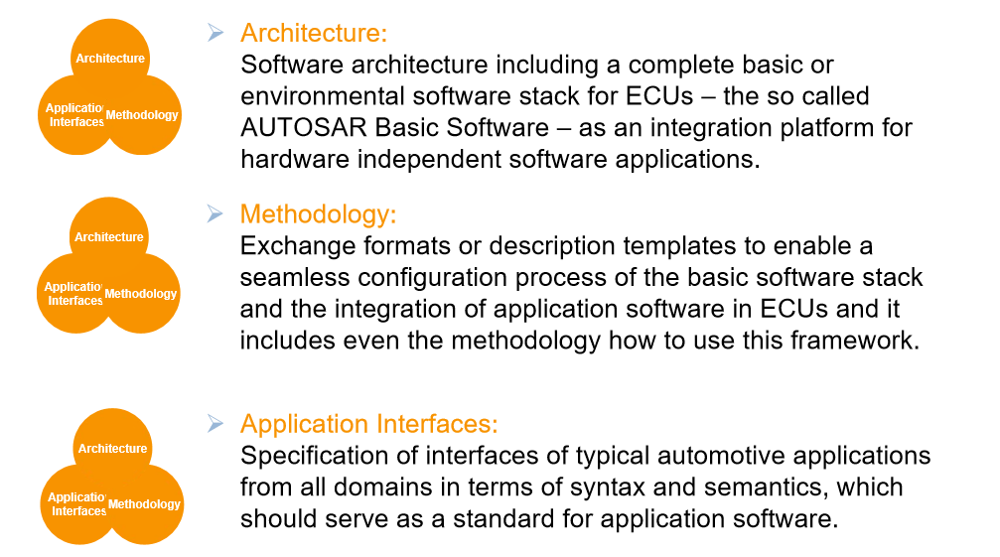 Architecture
Application
Interfaces
Methodology
Architecture:
Software architecture including a complete basic or
environmental software stack for ECUs – the so called
AUTOSAR Basic Software – as an integration platform for
hardware independent software applications.
Architecture
Application
Interfaces
Methodology
Methodology:
Exchange formats or description templates to enable a
seamless configuration process of the basic software stack
and the integration of application software in ECUs and it
includes even the methodology how to use this framework.
Architecture
Application
Interfaces
Methodology
Application Interfaces:
Specification of interfaces of typical automotive applications
from all domains in terms of syntax and semantics, which
should serve as a standard for application software.